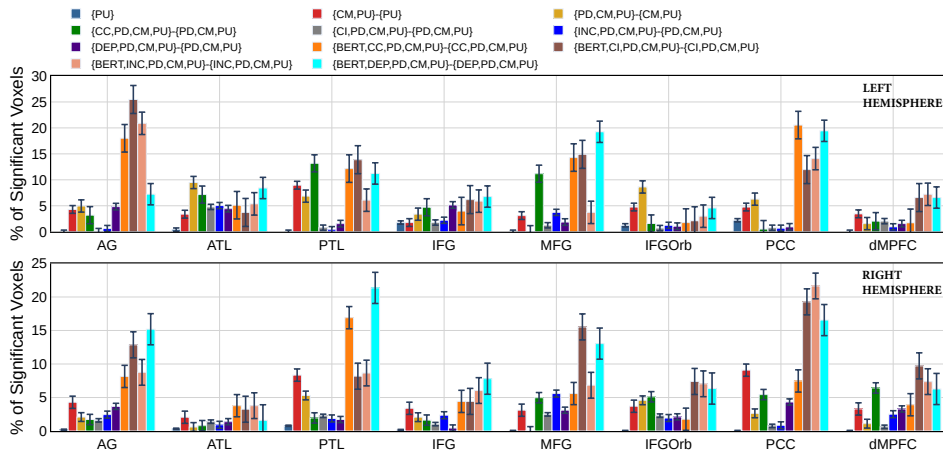 {PU} {CM,PU}-{PU} {PD,CM,PU}-{CM,PU}
{CC,PD,CM,PU}-{PD,CM,PU} {CI,PD,CM,PU}-{PD,CM,PU} {INC,PD,CM,PU}-{PD,CM,PU}
{DEP,PD,CM,PU}-{PD,CM,PU} {BERT,CC,PD,CM,PU}-{CC,PD,CM,PU} {BERT,CI,PD,CM,PU}-{CI,PD,CM,PU}
{BERT,INC,PD,CM,PU}-{INC,PD,CM,PU} {BERT,DEP,PD,CM,PU}-{DEP,PD,CM,PU}
% of Significant Voxels
30
25
20
15
10
5
0
LEFT
HEMISPHERE
AG ATL PTL IFG MFG IFGOrb PCC dMPFC
% of Significant Voxels
25
20
15
10
5
0
RIGHT
HEMISPHERE
AG ATL PTL IFG MFG IFGOrb PCC dMPFC